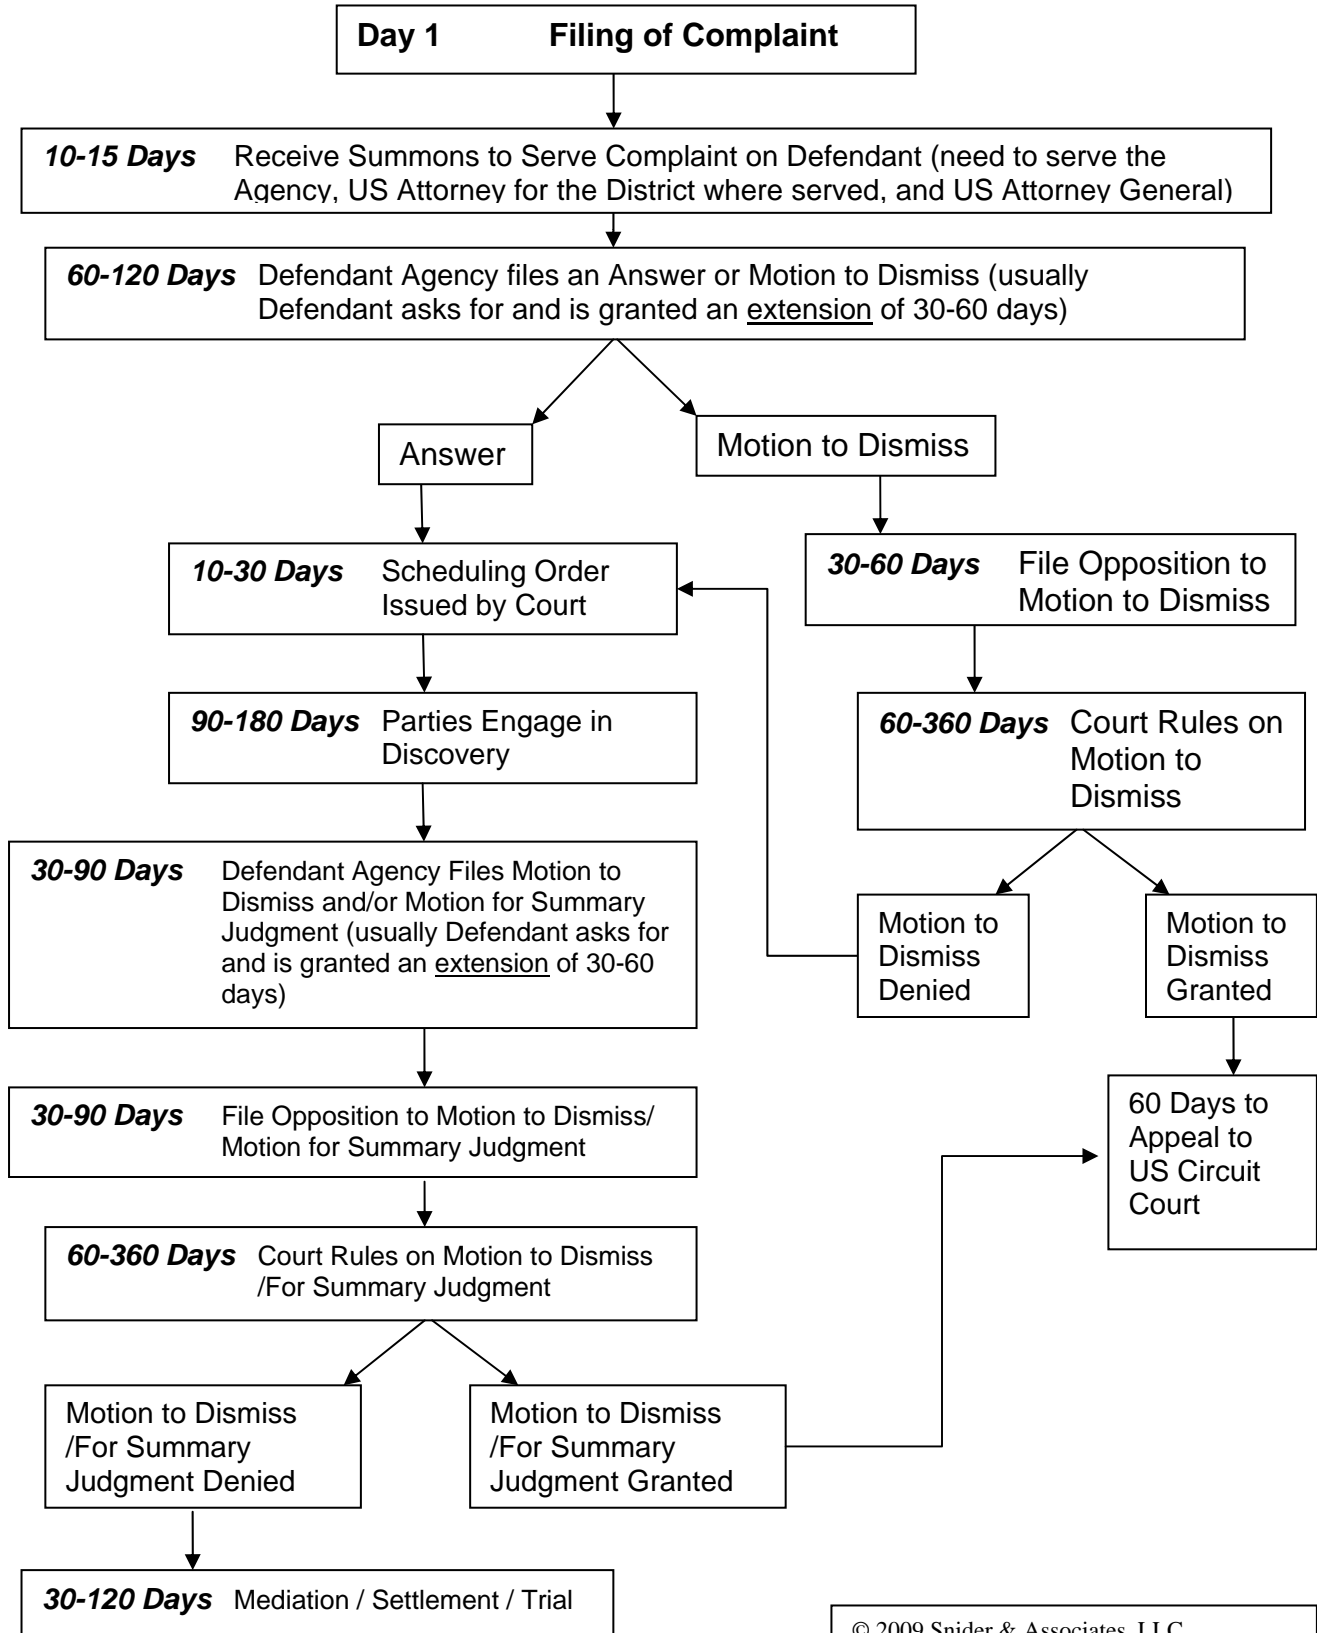 Day 1 Filing of Complaint
10-15 Days Receive Summons to Serve Complaint on Defendant (need to serve the
Agency, US Attorney for the District where served, and US Attorney General)
60-120 Days Defendant Agency files an Answer or Motion to Dismiss (usually
Defendant asks for and is granted an extension of 30-60 days)
Answer
Motion to Dismiss
10-30 Days Scheduling Order
Issued by Court
30-60 Days File Opposition to
Motion to Dismiss
90-180 Days Parties Engage in
Discovery
60-360 Days Court Rules on
Motion to
Dismiss
30-90 Days Defendant Agency Files Motion to
Dismiss and/or Motion for Summary
Judgment (usually Defendant asks for
and is granted an extension of 30-60
days)
Motion to
Dismiss
Denied
Motion to
Dismiss
Granted
30-90 Days File Opposition to Motion to Dismiss/
Motion for Summary Judgment
60 Days to
Appeal to
US Circuit
Court
60-360 Days Court Rules on Motion to Dismiss
/For Summary Judgment
Motion to Dismiss
/For Summary
Judgment Denied
Motion to Dismiss
/For Summary
Judgment Granted
30-120 Days Mediation / Settlement / Trial
© 2009 Snider & Associates, LLC